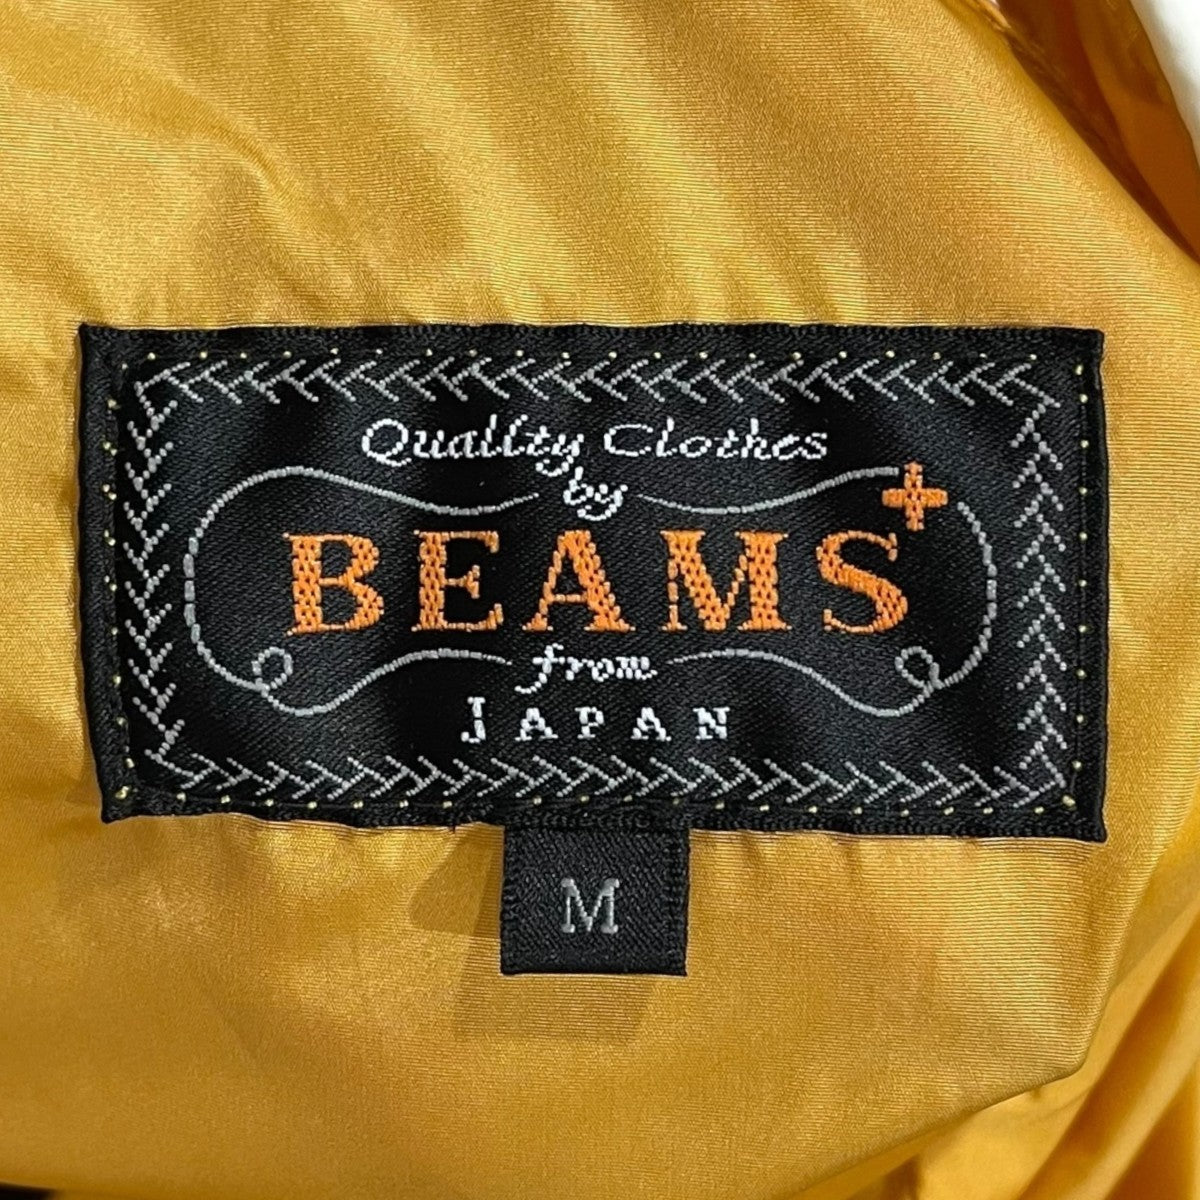 Quality Clothes
by
BEAMS+
from
JAPAN
M